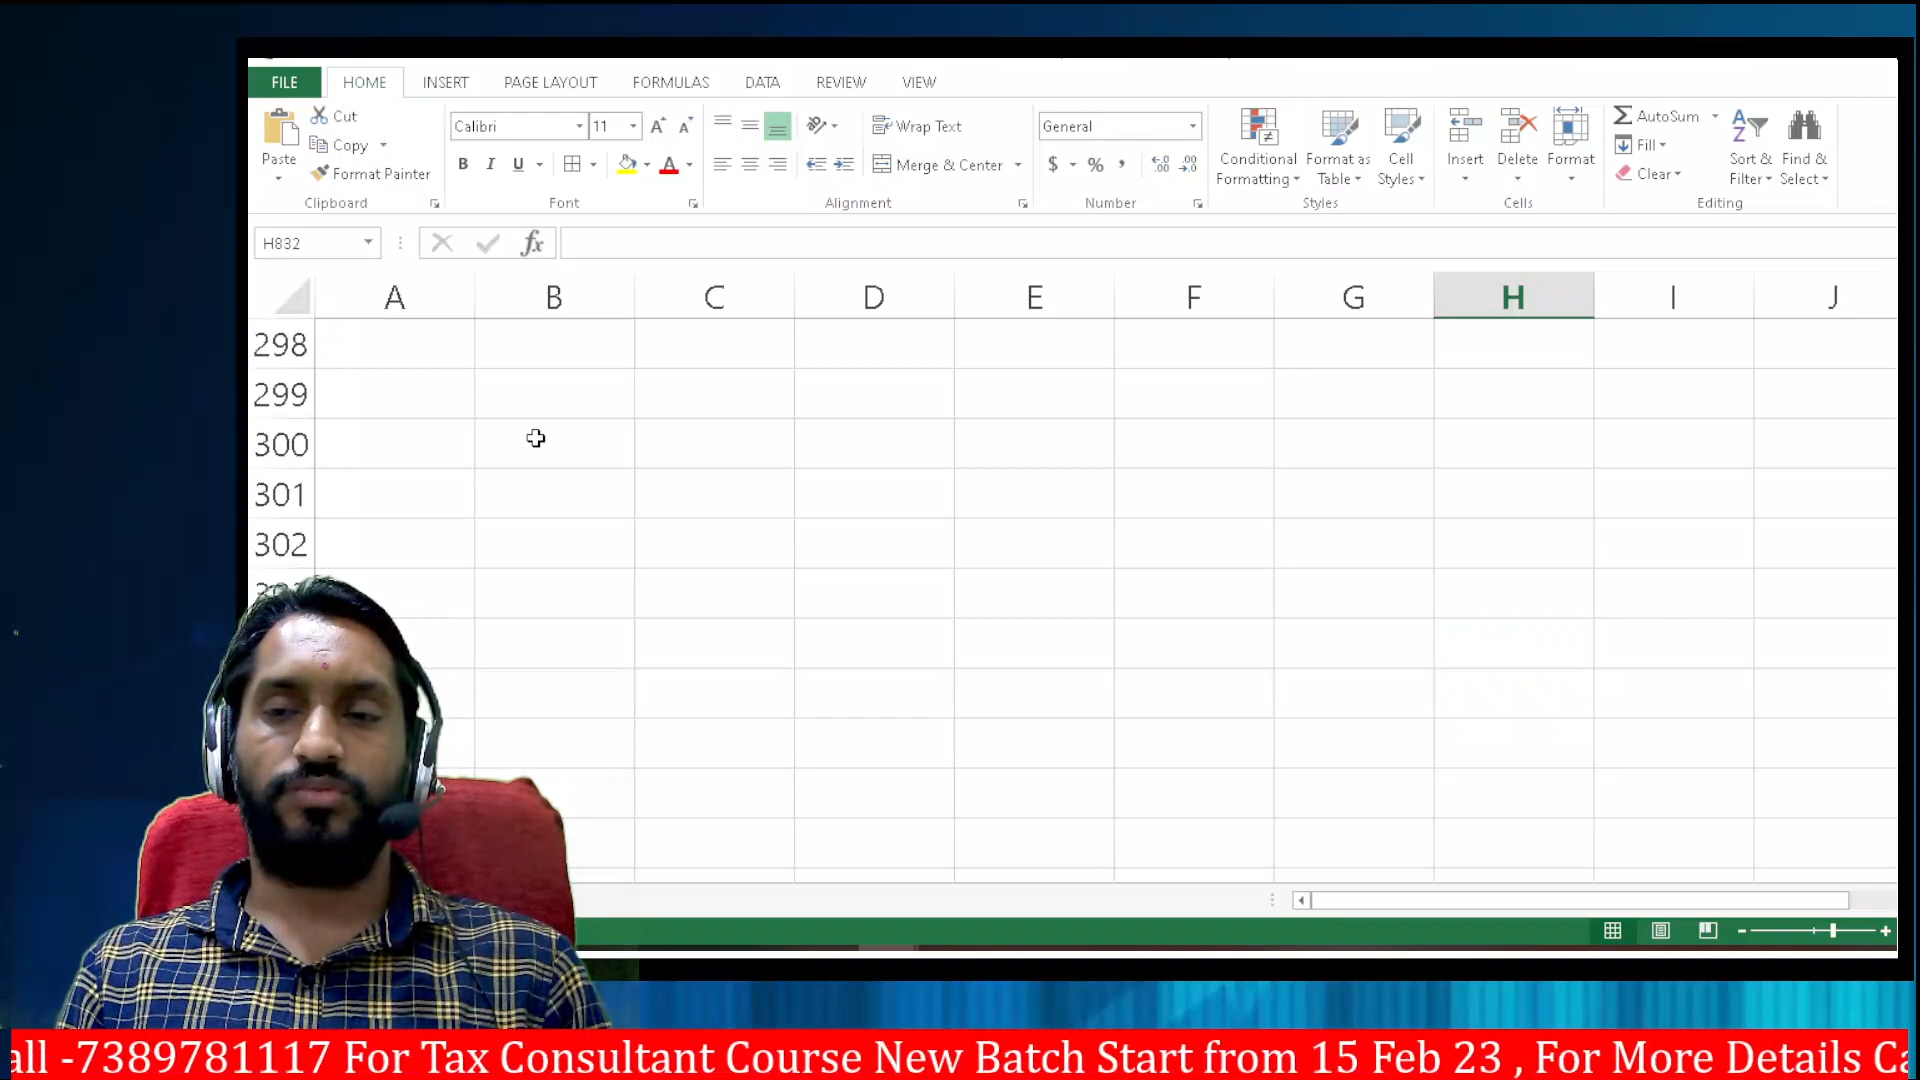 FILE HOME INSERT PAGE LAYOUT FORMULAS DATA REVIEW VIEW
Cut
Copy
Format Painter
Paste
Clipboard
Calibri 11
B I U
A
Font
Wrap Text
Merge & Center
Alignment
General
$ % ,
Number
Conditional Formatting
Format as Table
Cell Styles
Styles
Insert Delete Format
Cells
AutoSum
Fill
Clear
Sort & Filter
Find & Select
Editing
H832
fx
A B C D E F G H I J
298
299
300
301
302
all -7389781117 For Tax Consultant Course New Batch Start from 15 Feb 23 , For More Details Ca